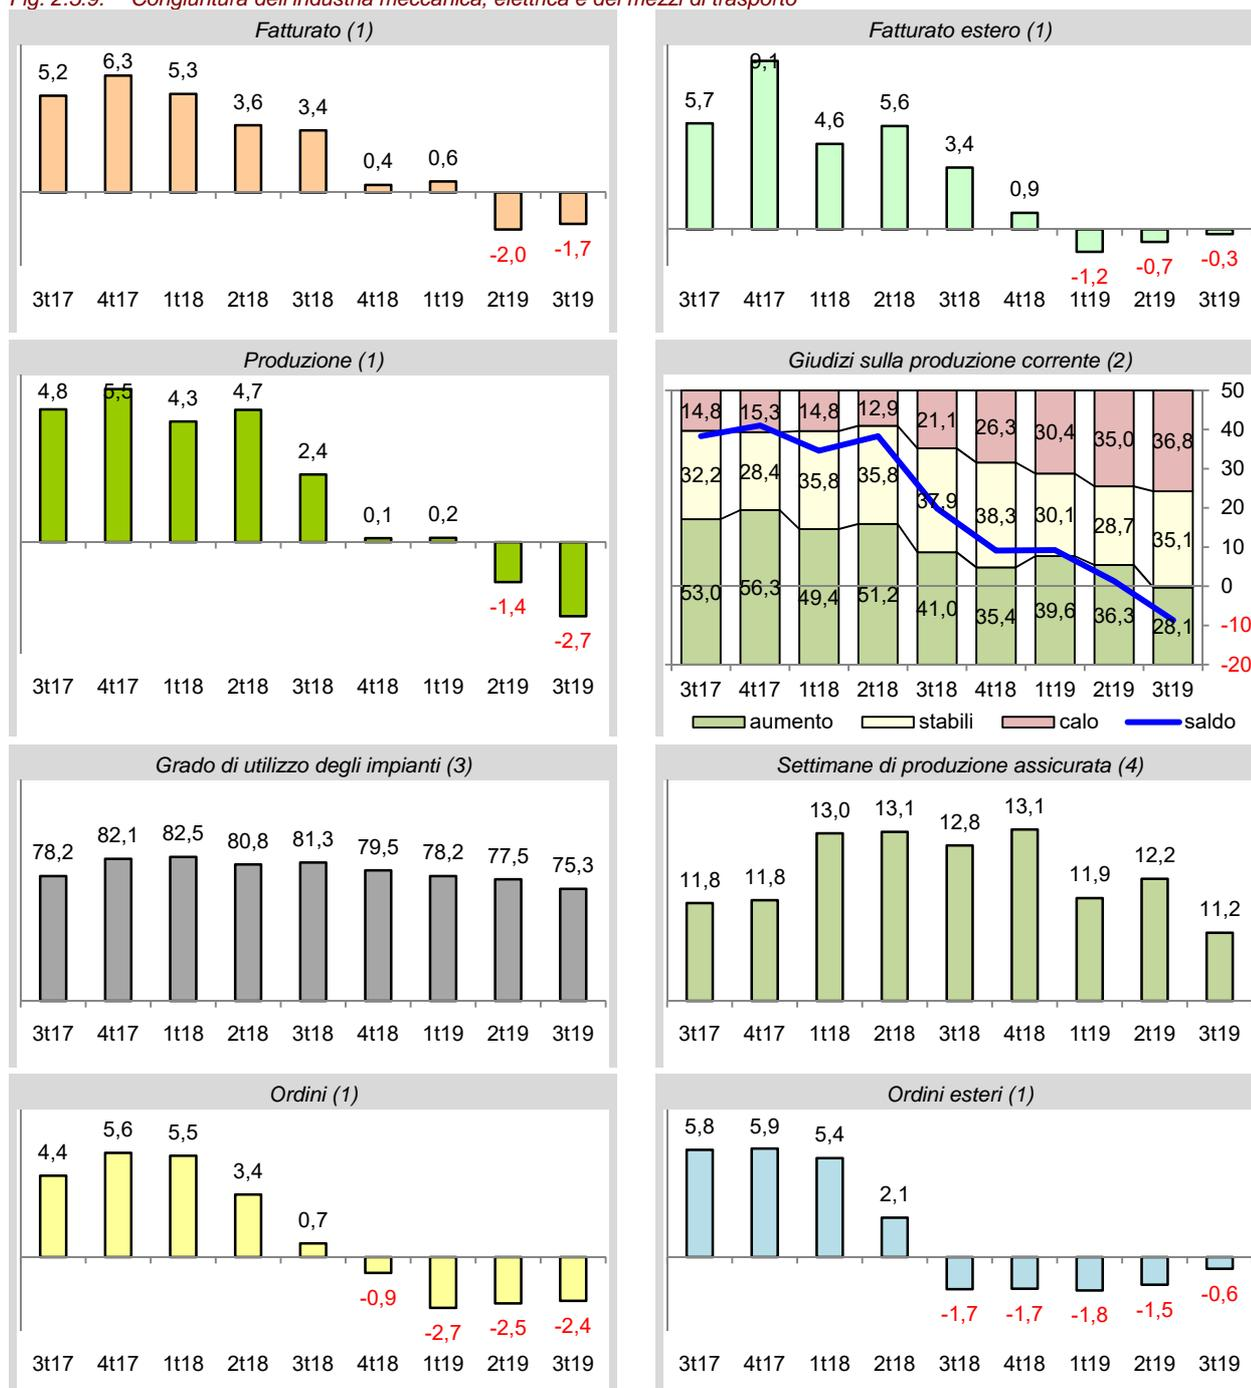 Fig. 2.3.9. Congiuntura dell'industria meccanica, elettrica e dei mezzi di trasporto
Fatturato (1)
5,2 6,3 5,3 3,6 3,4 0,4 0,6 -2,0 -1,7
3t17 4t17 1t18 2t18 3t18 4t18 1t19 2t19 3t19
Fatturato estero (1)
5,7 9,1 4,6 5,6 3,4 0,9 -1,2 -0,7 -0,3
3t17 4t17 1t18 2t18 3t18 4t18 1t19 2t19 3t19
Produzione (1)
4,8 5,5 4,3 4,7 2,4 0,1 0,2 -1,4 -2,7
3t17 4t17 1t18 2t18 3t18 4t18 1t19 2t19 3t19
Giudizi sulla produzione corrente (2)
14,8 15,3 14,8 12,9 21,1 26,3 30,4 35,0 36,8
32,2 28,4 35,8 35,8 37,9 38,3 30,1 28,7 35,1
53,0 56,3 49,4 51,2 41,0 35,4 39,6 36,3 28,1
50
40
30
20
10
0
-10
-20
3t17 4t17 1t18 2t18 3t18 4t18 1t19 2t19 3t19
aumento stabili calo saldo
Grado di utilizzo degli impianti (3)
78,2 82,1 82,5 80,8 81,3 79,5 78,2 77,5 75,3
3t17 4t17 1t18 2t18 3t18 4t18 1t19 2t19 3t19
Settimane di produzione assicurata (4)
11,8 11,8 13,0 13,1 12,8 13,1 11,9 12,2 11,2
3t17 4t17 1t18 2t18 3t18 4t18 1t19 2t19 3t19
Ordini (1)
4,4 5,6 5,5 3,4 0,7 -0,9 -2,7 -2,5 -2,4
3t17 4t17 1t18 2t18 3t18 4t18 1t19 2t19 3t19
Ordini esteri (1)
5,8 5,9 5,4 2,1 -1,7 -1,7 -1,8 -1,5 -0,6
3t17 4t17 1t18 2t18 3t18 4t18 1t19 2t19 3t19